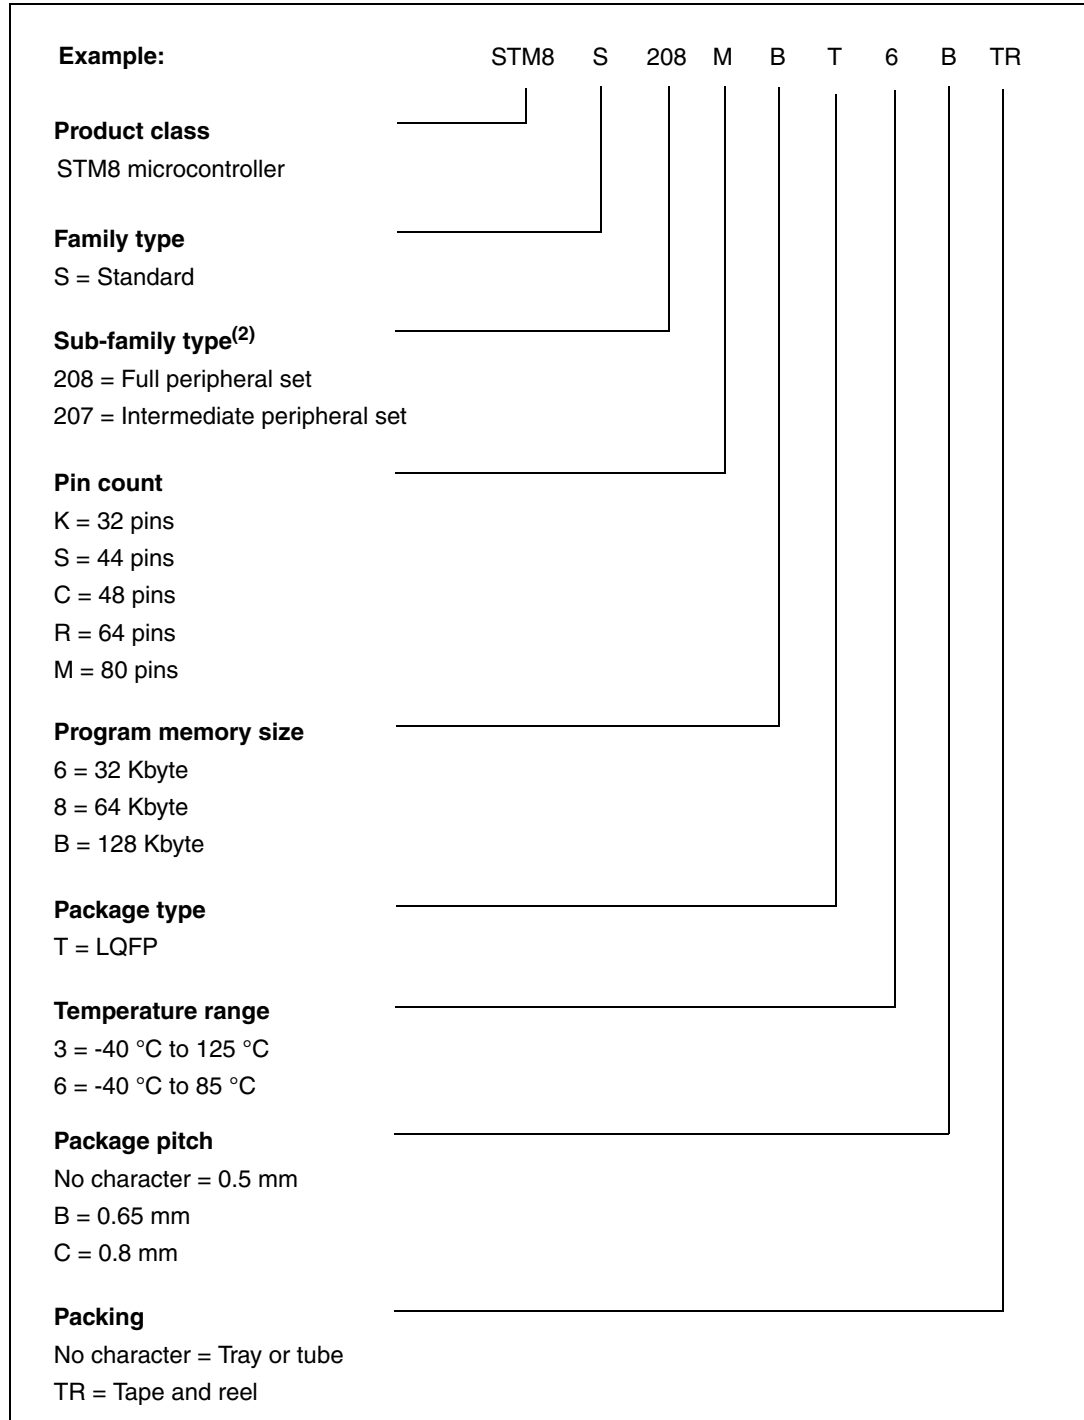 Example: STM8 S 208 M B T 6 B TR
Product class
STM8 microcontroller
Family type
S = Standard
Sub-family type(2)
208 = Full peripheral set
207 = Intermediate peripheral set
Pin count
K = 32 pins
S = 44 pins
C = 48 pins
R = 64 pins
M = 80 pins
Program memory size
6 = 32 Kbyte
8 = 64 Kbyte
B = 128 Kbyte
Package type
T = LQFP
Temperature range
3 = -40 °C to 125 °C
6 = -40 °C to 85 °C
Package pitch
No character = 0.5 mm
B = 0.65 mm
C = 0.8 mm
Packing
No character = Tray or tube
TR = Tape and reel